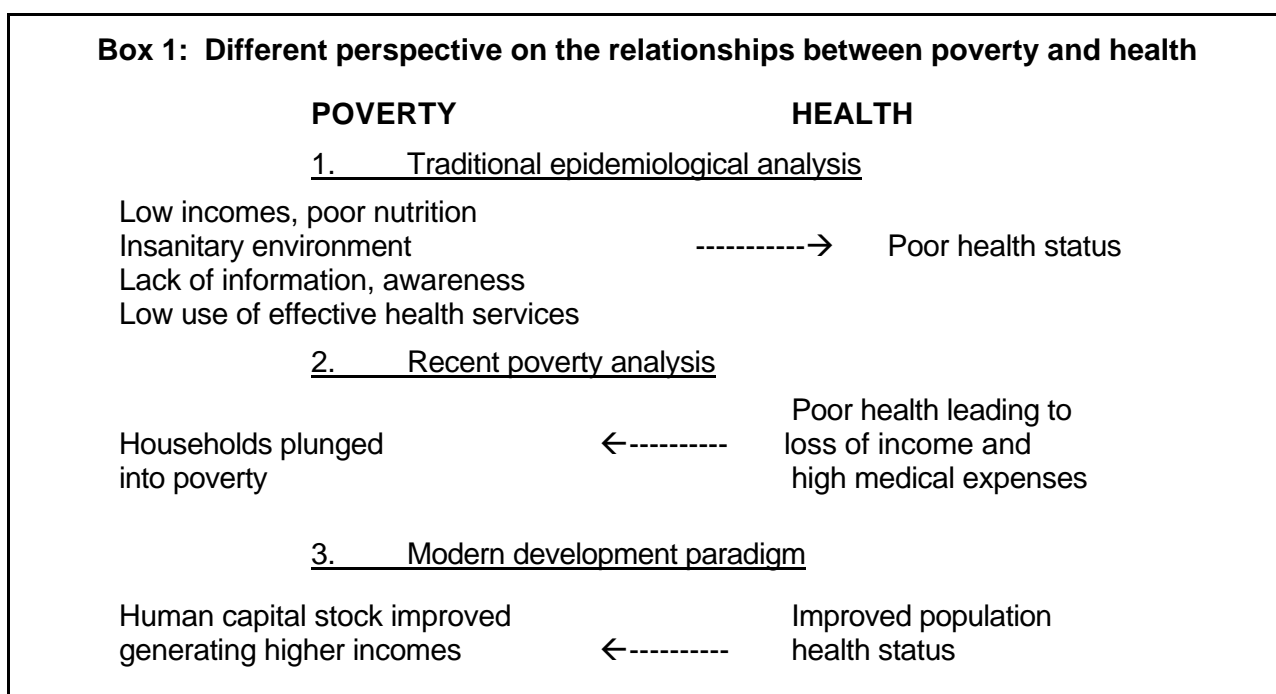 Box 1: Different perspective on the relationships between poverty and health
POVERTY HEALTH
1. Traditional epidemiological analysis
Low incomes, poor nutrition
Insanitary environment -----------→ Poor health status
Lack of information, awareness
Low use of effective health services
2. Recent poverty analysis
Poor health leading to
Households plunged ←---------- loss of income and
into poverty high medical expenses
3. Modern development paradigm
Human capital stock improved Improved population
generating higher incomes ←---------- health status